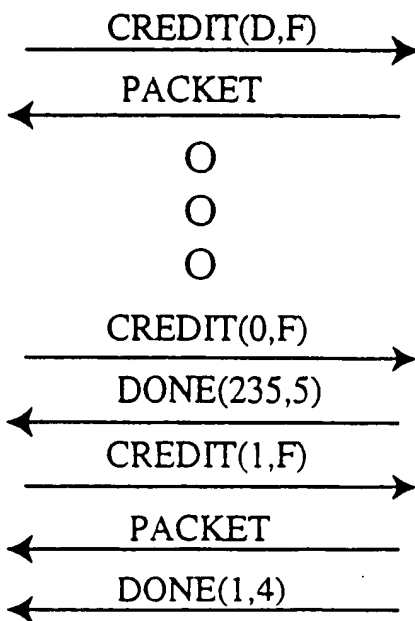 CREDIT(D,F)
PACKET
O
O
O
CREDIT(0,F)
DONE(235,5)
CREDIT(1,F)
PACKET
DONE(1,4)